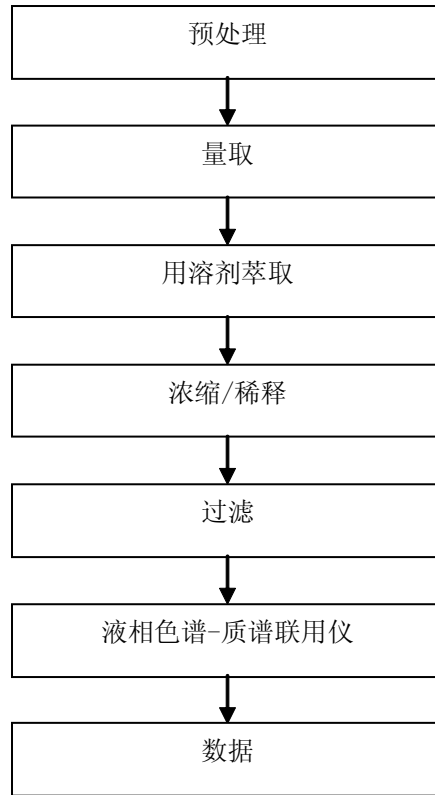 预处理
量取
用溶剂萃取
浓缩/稀释
过滤
液相色谱-质谱联用仪
数据